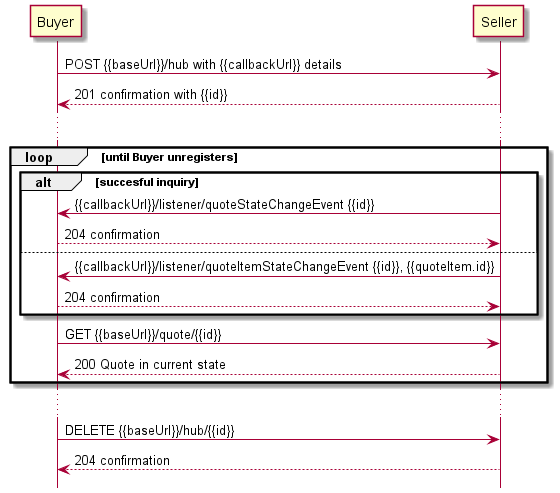 Buyer
Seller
POST {{baseUrl}}/hub with {{callbackUrl}} details
201 confirmation with {{id}}
loop [until Buyer unregisters]
alt [succesful inquiry]
{{callbackUrl}}/listener/quoteStateChangeEvent {{id}}
204 confirmation
{{callbackUrl}}/listener/quoteItemStateChangeEvent {{id}}, {{quoteItem.id}}
204 confirmation
GET {{baseUrl}}/quote/{{id}}
200 Quote in current state
DELETE {{baseUrl}}/hub/{{id}}
204 confirmation